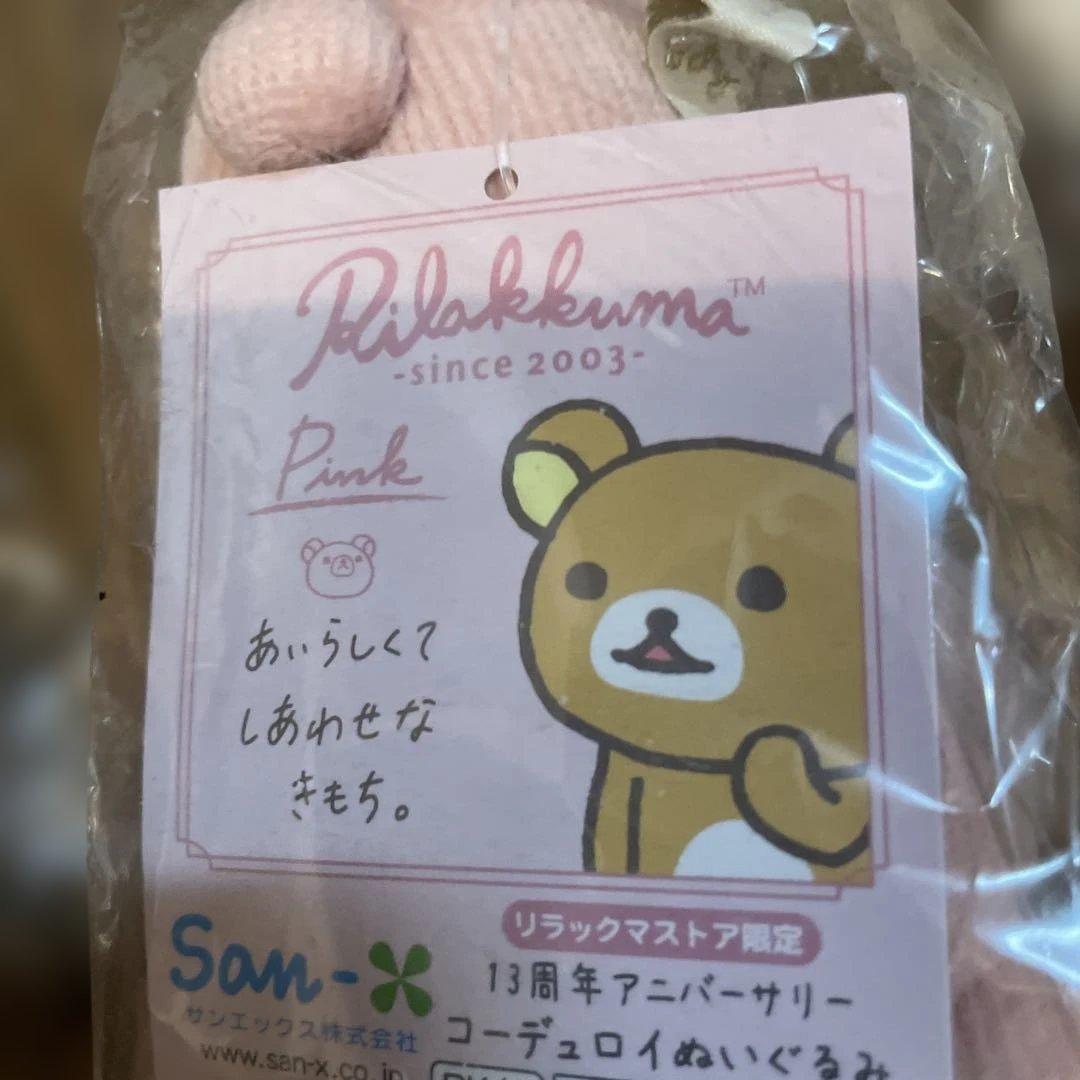 Rilakkuma™
-since 2003-
Pink
あいらしくて
しあわせな
きもち。
リラックマストア限定
San-X
13周年アニバーサリー
サンエックス株式会社
コーデュロイぬいぐるみ
www.san-x.co.jp